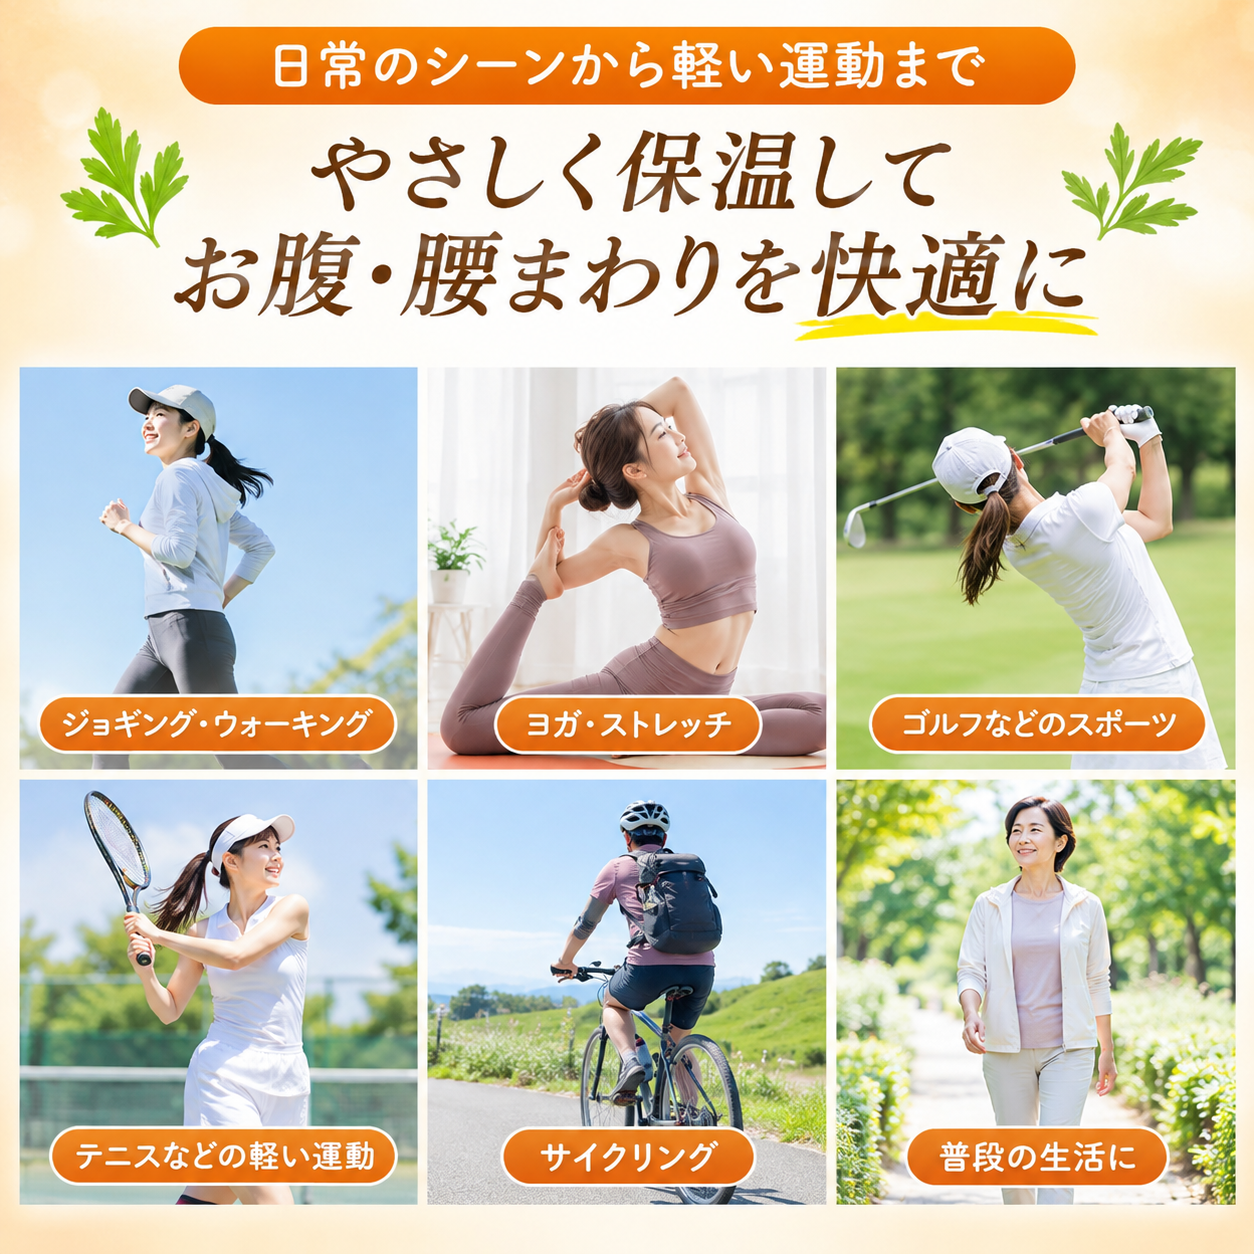 日常のシーンから軽い運動まで
やさしく保温して
お腹・腰まわりを快適に
ジョギング・ウォーキング
ヨガ・ストレッチ
ゴルフなどのスポーツ
テニスなどの軽い運動
サイクリング
普段の生活に